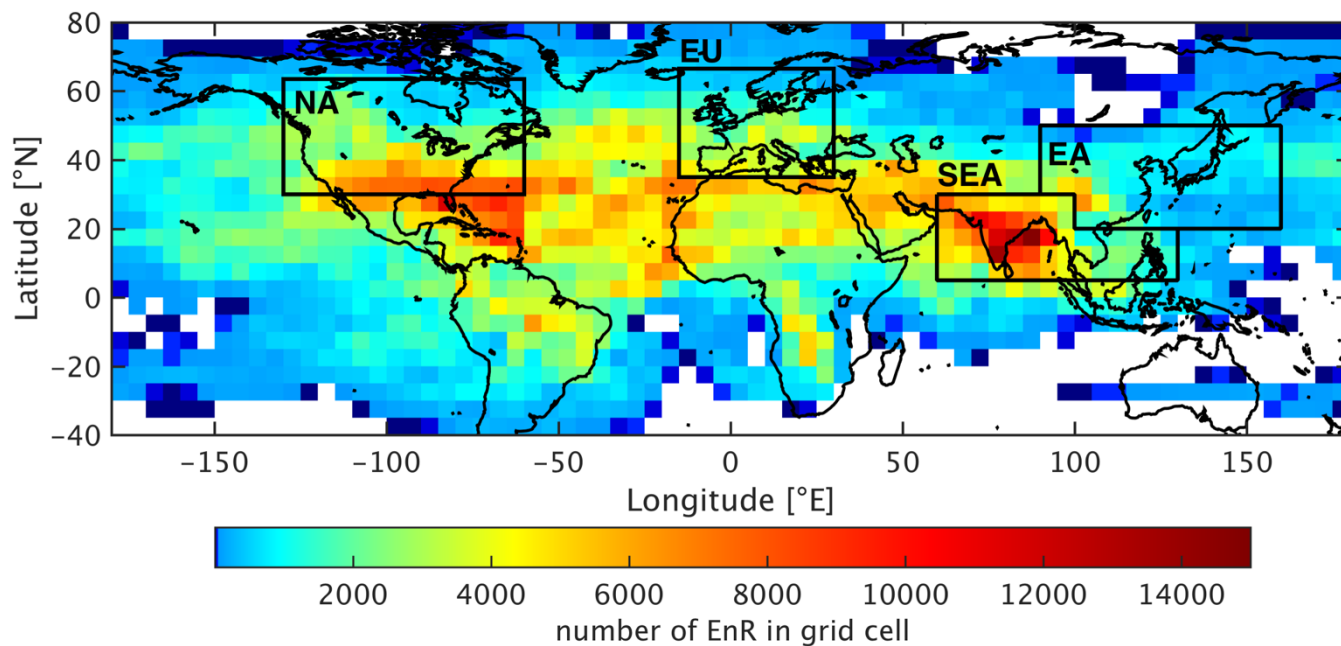 80
60
40
20
0
−20
−40
Latitude [°N]
NA
EU
SEA
EA
−150 −100 −50 0 50 100 150
Longitude [°E]
2000 4000 6000 8000 10000 12000 14000
number of EnR in grid cell